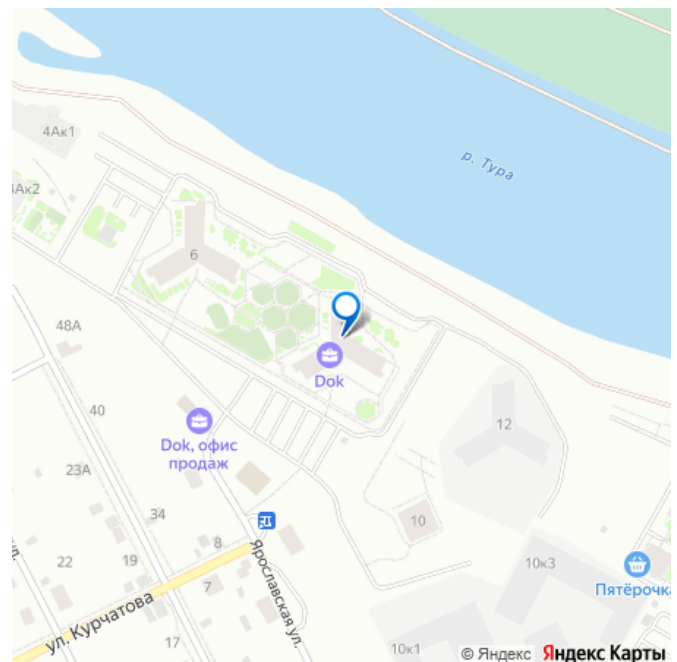 4Ак1
р. Тура
4Ак2
6
48А
Dok
40
12
Dok, офис
продаж
23А
34
10
8
22
19
10к3
7
Пятёрочка
Ярославская ул.
ул. Курчатова
17
10к1
© Яндекс Яндекс Карты